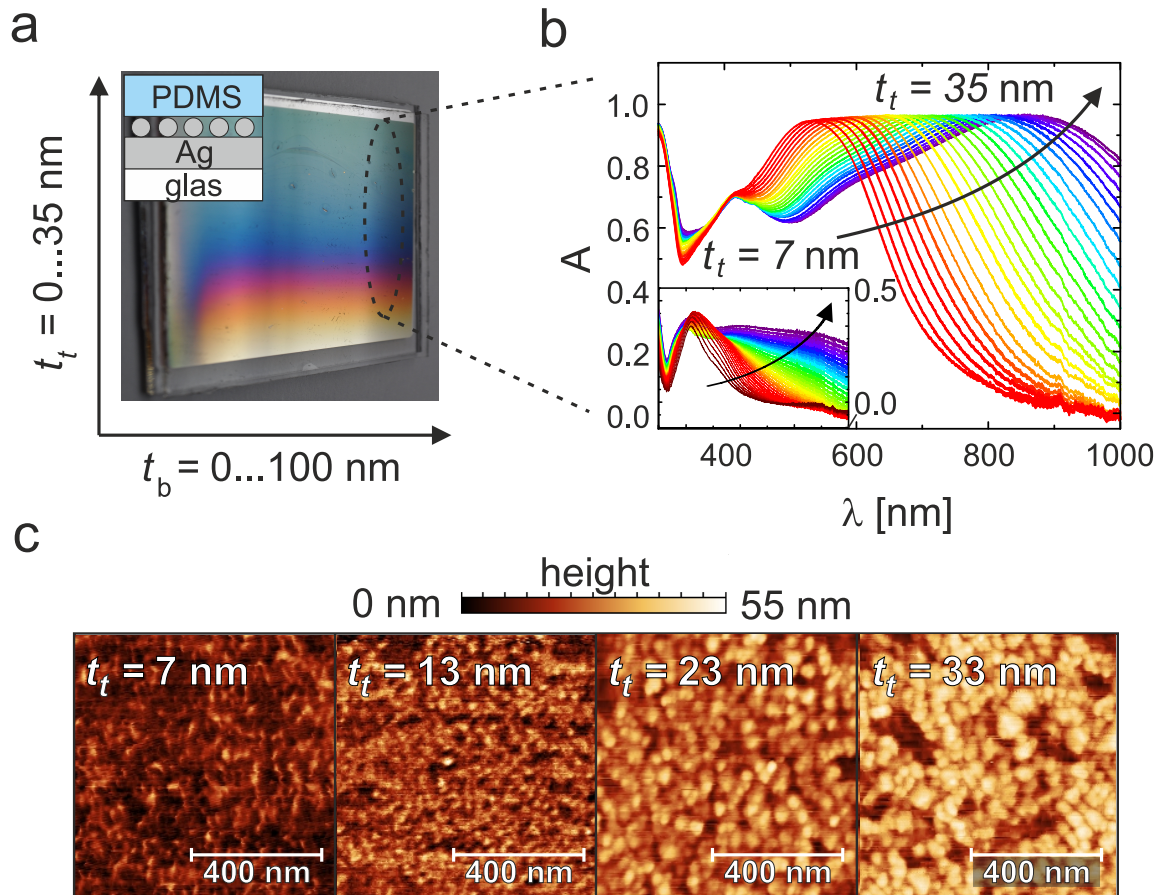 a
PDMS
Ag
glas
t_t = 0...35 nm
t_b = 0...100 nm
b
t_t = 35 nm
t_t = 7 nm
A
1.0
0.8
0.6
0.4
0.2
0.0
0.5
0.0
400
600
800
1000
λ [nm]
c
height
0 nm
55 nm
t_t = 7 nm
t_t = 13 nm
t_t = 23 nm
t_t = 33 nm
400 nm
400 nm
400 nm
400 nm